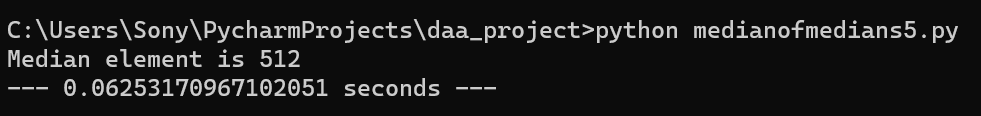 C:\Users\Sony\PycharmProjects\daa_project>python medianofmedians5.py
Median element is 512
--- 0.06253170967102051 seconds ---